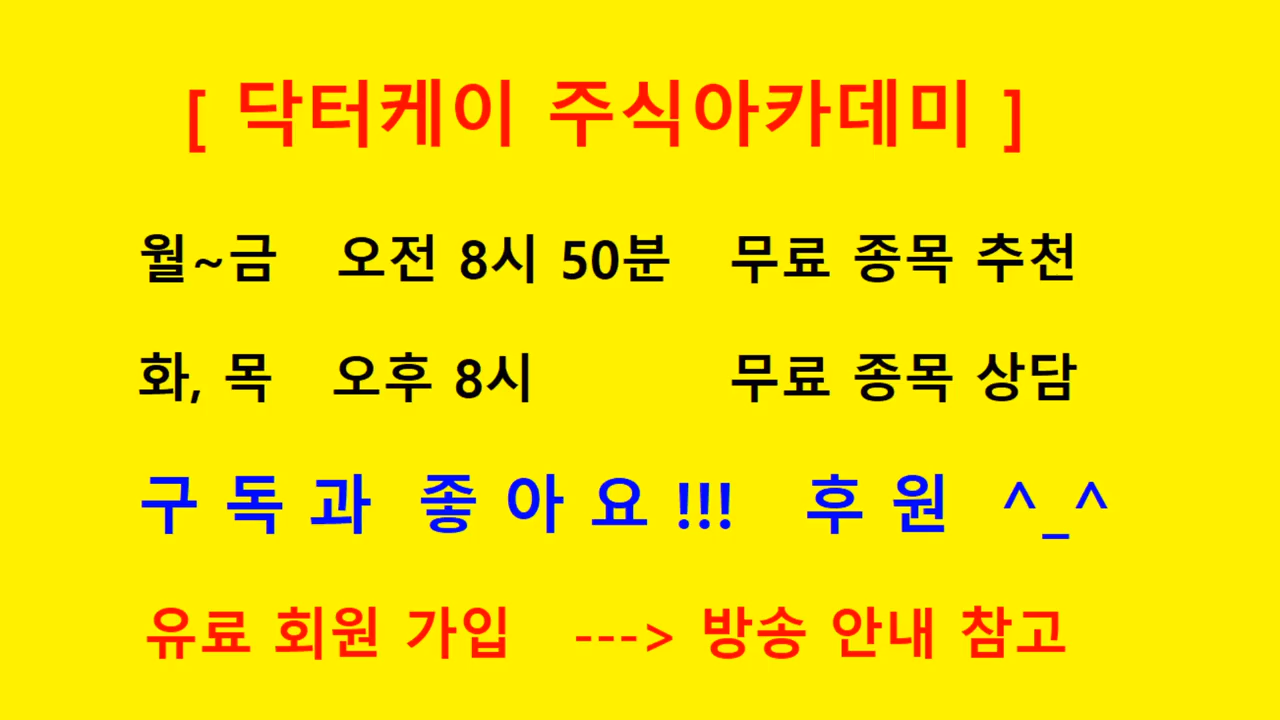 [ 닥터케이 주식아카데미 ]
월~금 오전 8시 50분 무료 종목 추천
화, 목 오후 8시 무료 종목 상담
구 독 과 좋 아 요 !!! 후 원 ^_^
유료 회원 가입 ---> 방송 안내 참고